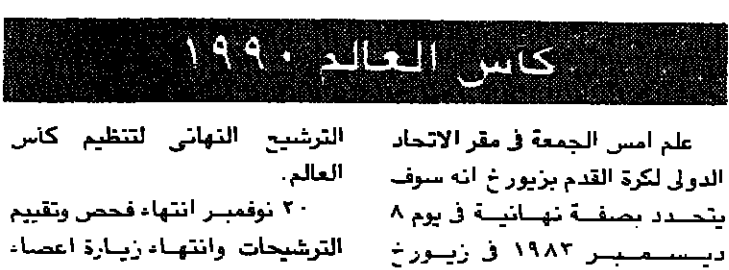 كاس العالم ١٩٩٠
علم امس الجمعة فى مقر الاتحاد
الدولى لكرة القدم بزيورخ انه سوف
يتحدد بصفة نهائية فى يوم ٨
ديسمبر ١٩٨٣ فى زيورخ
الترشيح النهائى لتنظيم كاس
العالم.
٢٠ نوفمبر انتهاء فحص وتقييم
الترشيحات وانتهاء زيارة اعضاء